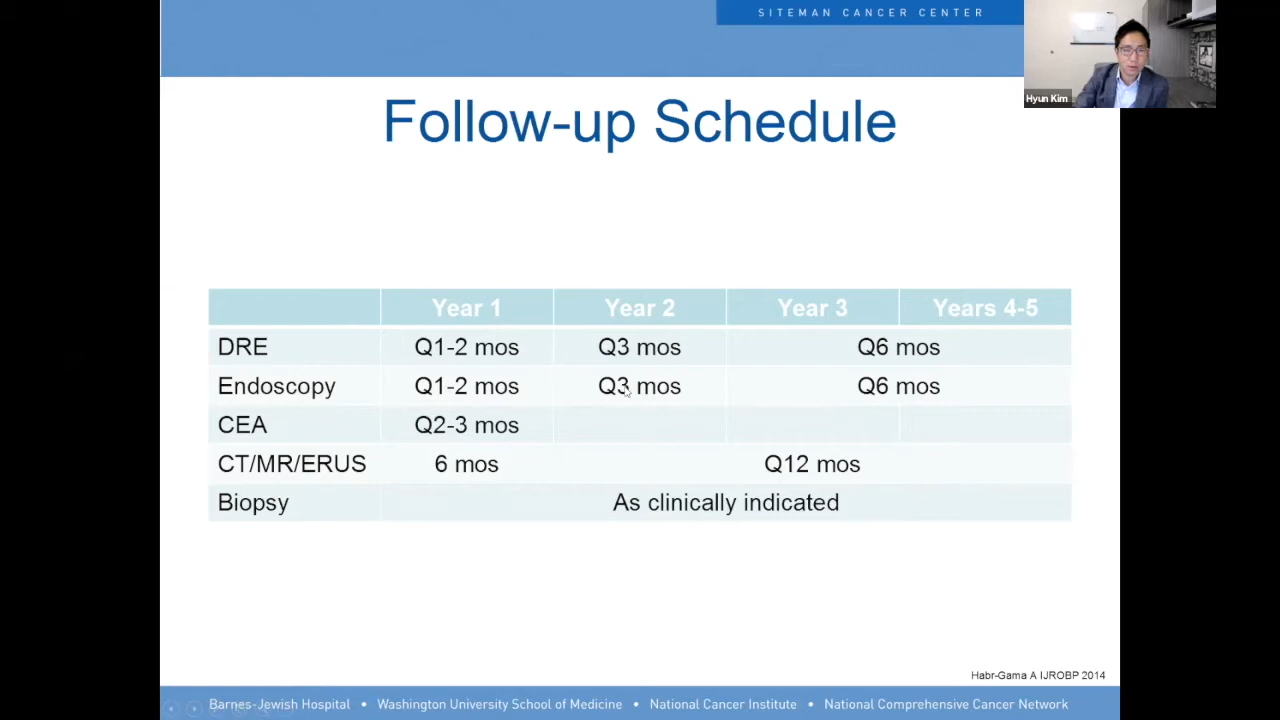 SITEMAN CANCER CENTER
Hyun Kim
Follow-up Schedule
Year 1 Year 2 Year 3 Years 4-5
DRE Q1-2 mos Q3 mos Q6 mos
Endoscopy Q1-2 mos Q3 mos Q6 mos
CEA Q2-3 mos
CT/MR/ERUS 6 mos Q12 mos
Biopsy As clinically indicated
Habr-Gama A IJROBP 2014
Barnes-Jewish Hospital • Washington University School of Medicine • National Cancer Institute • National Comprehensive Cancer Network